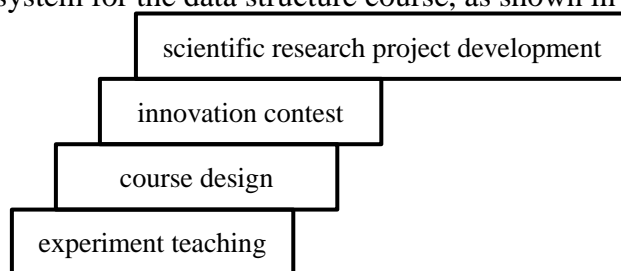 system for the data structure course, as shown in
scientific research project development
innovation contest
course design
experiment teaching